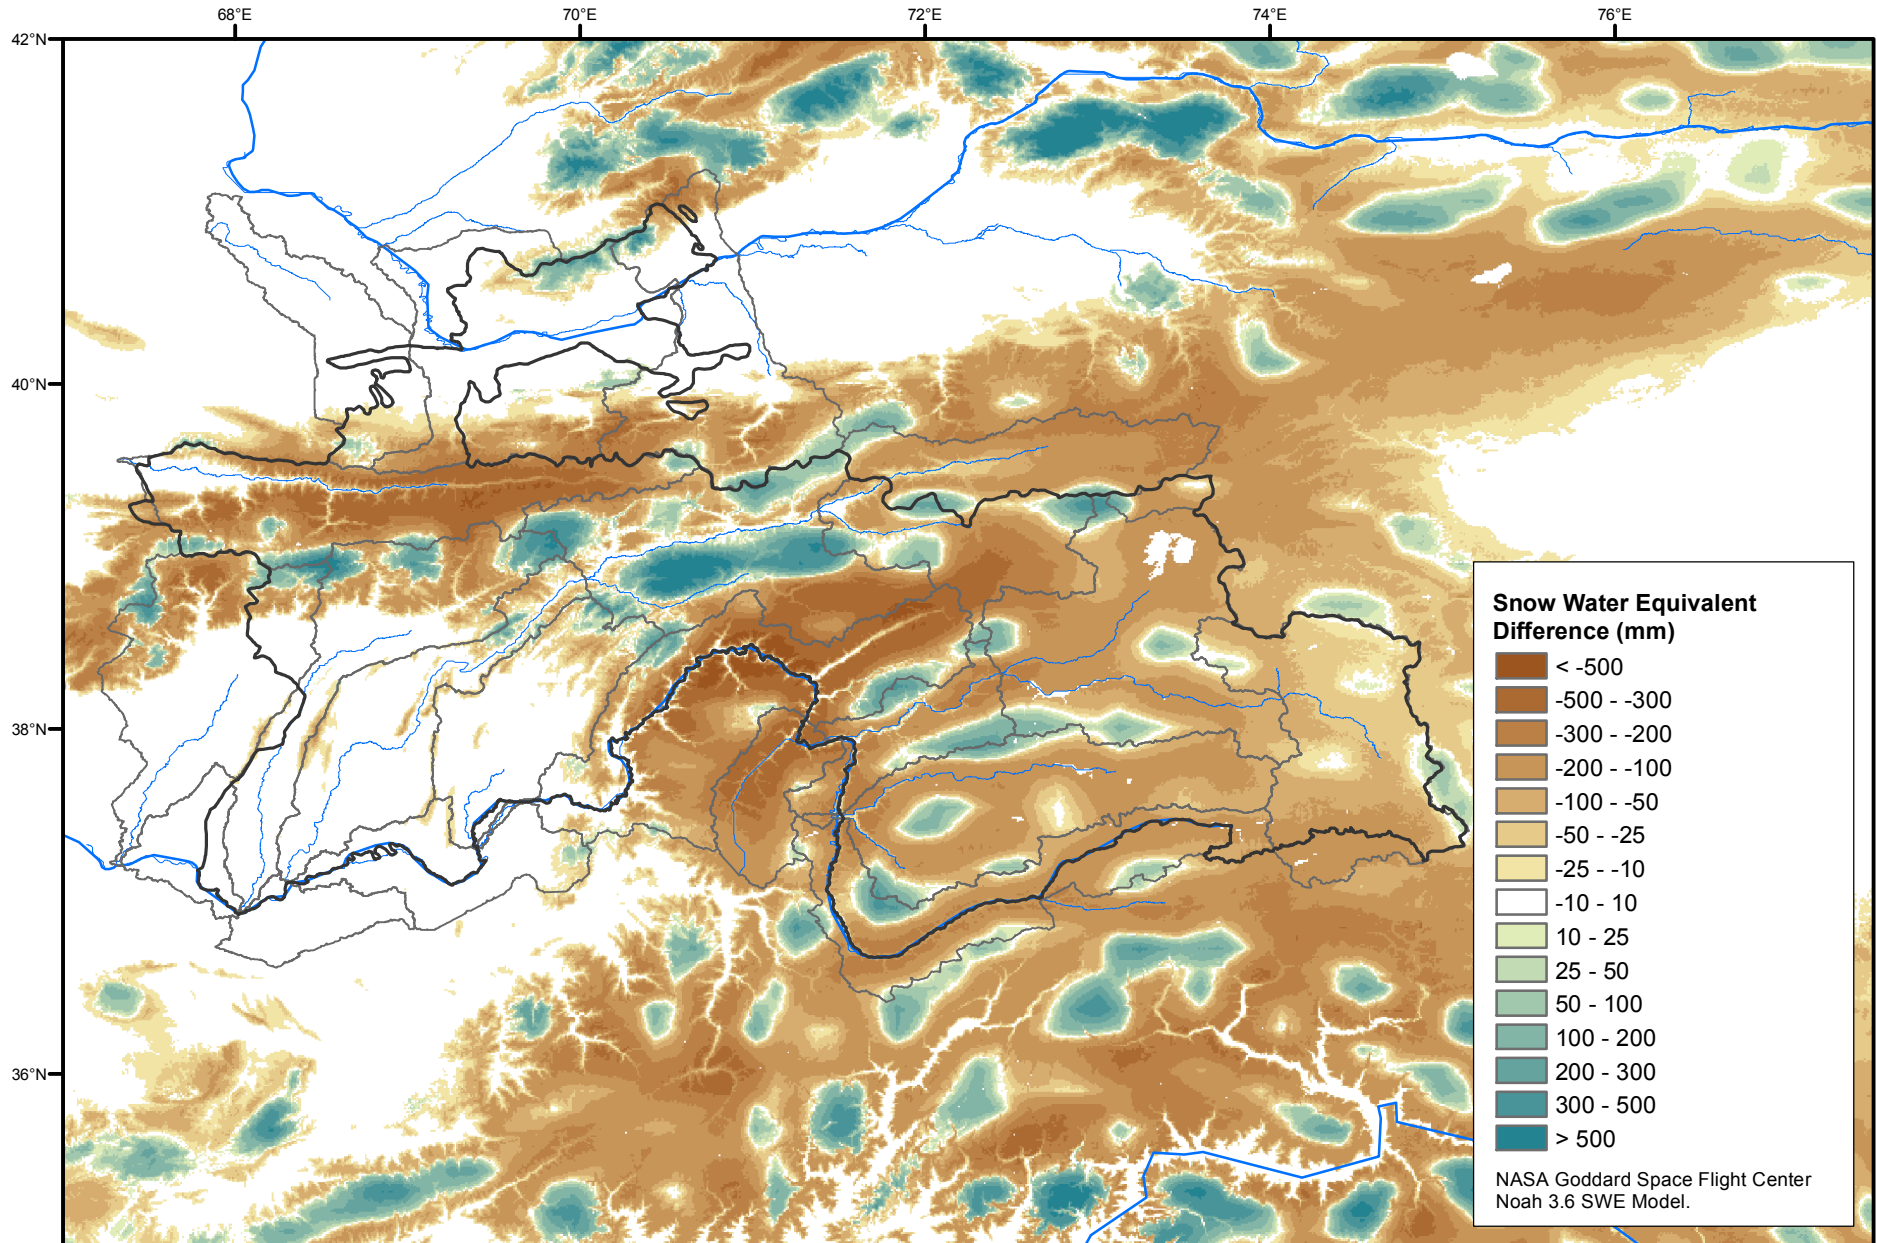 68°E
70°E
72°E
74°E
76°E
42°N
40°N
38°N
36°N
Snow Water Equivalent
Difference (mm)
< -500
-500 - -300
-300 - -200
-200 - -100
-100 - -50
-50 - -25
-25 - -10
-10 - 10
10 - 25
25 - 50
50 - 100
100 - 200
200 - 300
300 - 500
> 500
NASA Goddard Space Flight Center
Noah 3.6 SWE Model.